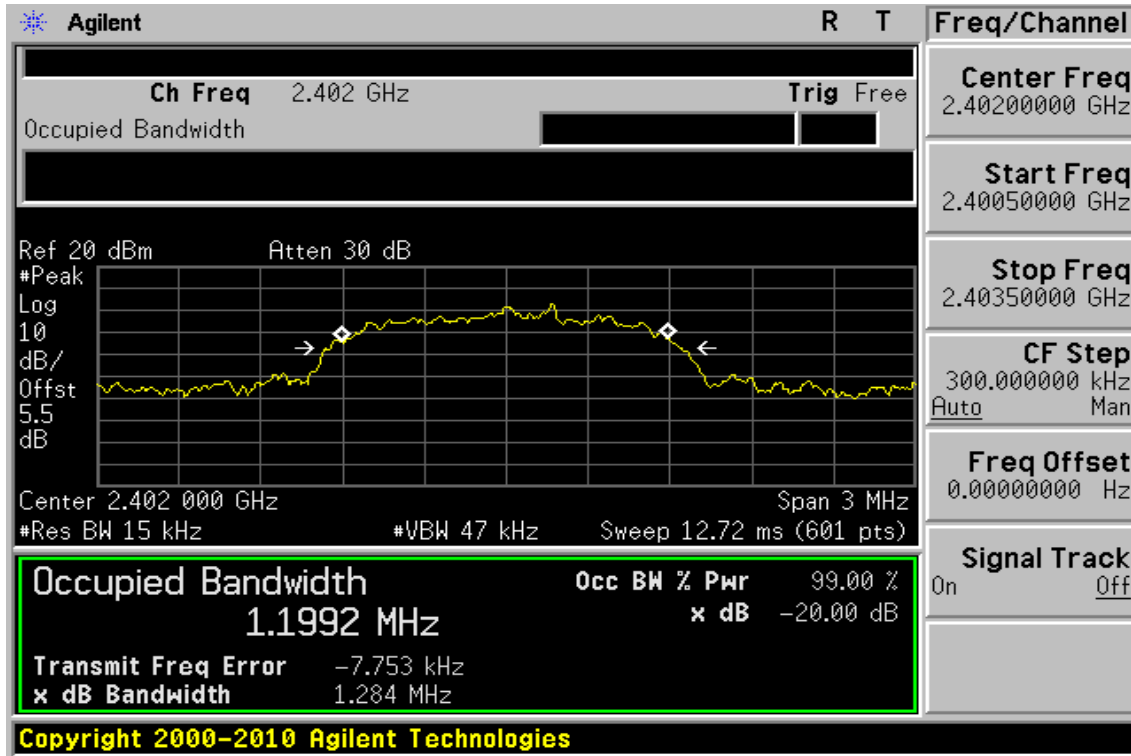 Agilent R T
Ch Freq 2.402 GHz Trig Free
Occupied Bandwidth
Ref 20 dBm Atten 30 dB
#Peak
Log
10
dB/
Offst
5.5
dB
Center 2.402 000 GHz Span 3 MHz
#Res BW 15 kHz #VBW 47 kHz Sweep 12.72 ms (601 pts)
Occupied Bandwidth
1.1992 MHz
Occ BW % Pwr 99.00 %
x dB -20.00 dB
Transmit Freq Error -7.753 kHz
x dB Bandwidth 1.284 MHz
Copyright 2000-2010 Agilent Technologies
Freq/Channel
Center Freq
2.40200000 GHz
Start Freq
2.40050000 GHz
Stop Freq
2.40350000 GHz
CF Step
300.000000 kHz
Auto Man
Freq Offset
0.00000000 Hz
Signal Track
On Off